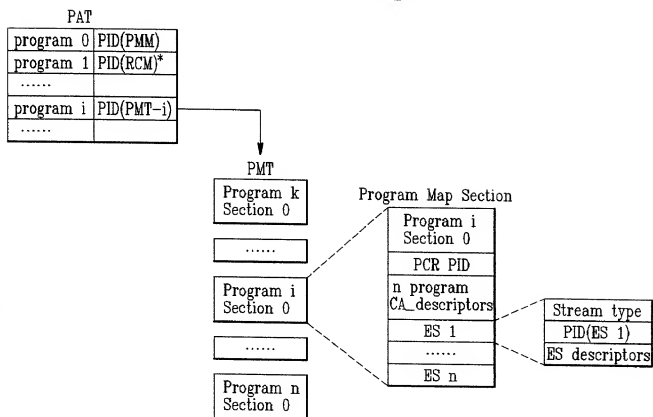 PAT
program 0 PID(PMM)
program 1 PID(RCM)*
......
program i PID(PMT-i)
......
PMT
Program k
Section 0
......
Program i
Section 0
......
Program n
Section 0
Program Map Section
Program i
Section 0
PCR PID
n program
CA_descriptors
ES 1
......
ES n
Stream type
PID(ES 1)
ES descriptors